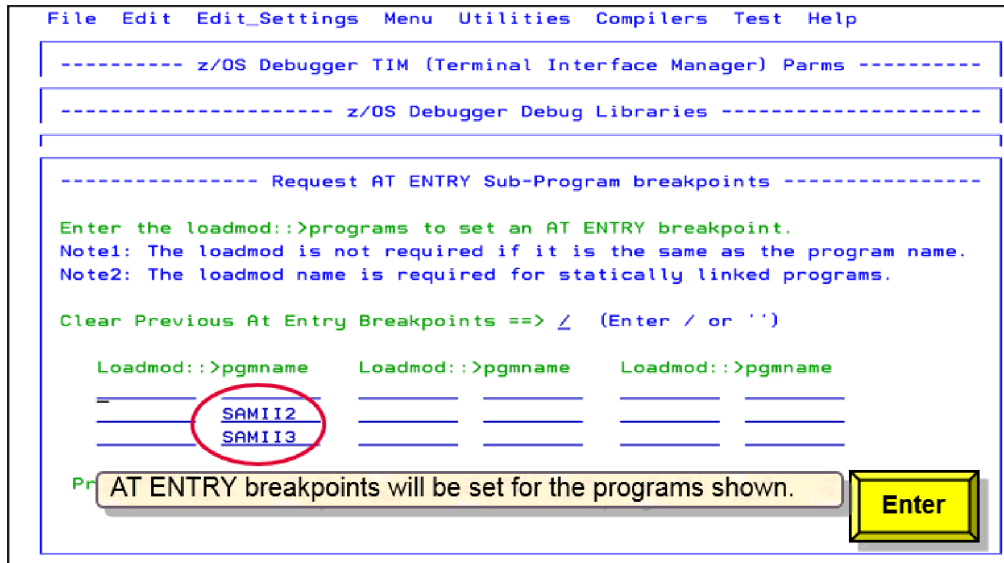 File Edit Edit_Settings Menu Utilities Compilers Test Help
---------- z/OS Debugger TIM (Terminal Interface Manager) Parms ----------
---------------------- z/OS Debugger Debug Libraries ---------------------
---------------- Request AT ENTRY Sub-Program breakpoints ----------------
Enter the loadmod::>programs to set an AT ENTRY breakpoint.
Note1: The loadmod is not required if it is the same as the program name.
Note2: The loadmod name is required for statically linked programs.
Clear Previous At Entry Breakpoints ==> / (Enter / or '')
Loadmod::>pgmname Loadmod::>pgmname Loadmod::>pgmname
SAMII2
SAMII3
Pr
AT ENTRY breakpoints will be set for the programs shown.
Enter